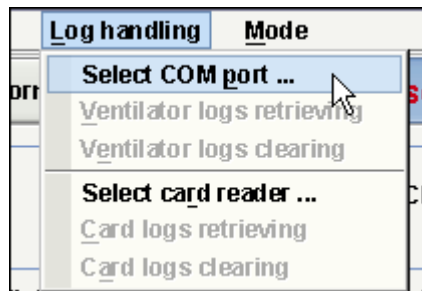 Log handling Mode
Select COM port ...
Ventilator logs retrieving
Ventilator logs clearing
Select card reader ...
Card logs retrieving
Card logs clearing